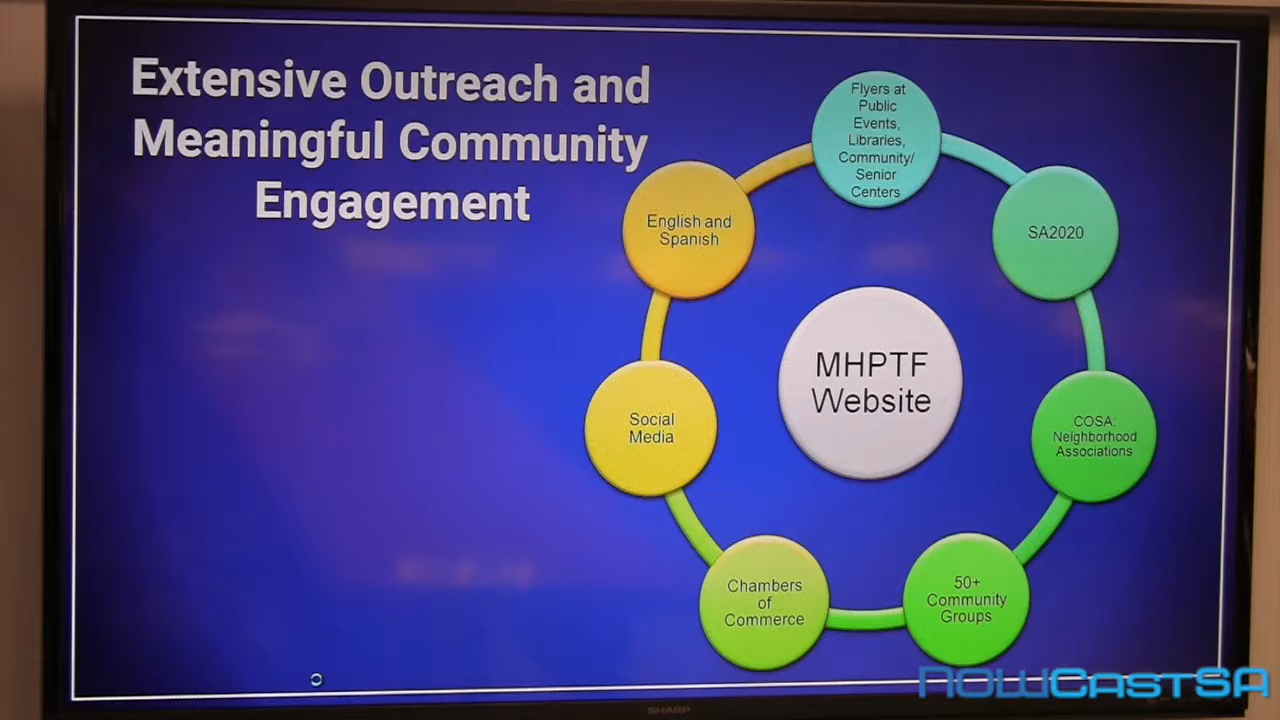 Extensive Outreach and
Meaningful Community
Engagement
Flyers at
Public
Events,
Libraries,
Community/
Senior
Centers
SA2020
COSA:
Neighborhood
Associations
50+
Community
Groups
Chambers
of
Commerce
Social
Media
English and
Spanish
MHPTF
Website
NOWCastSA
SHARP